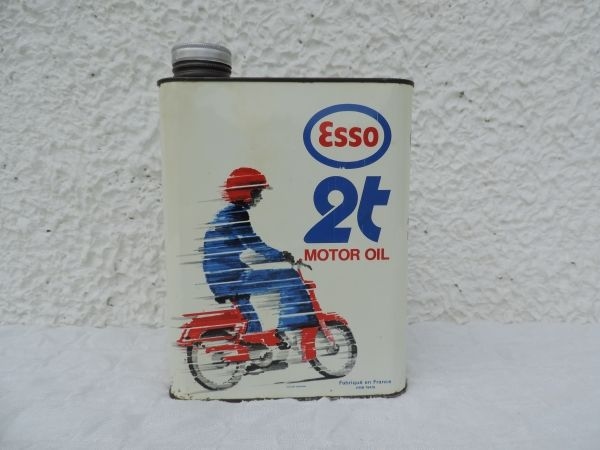 Esso
2t
MOTOR OIL
Fabriqué en France